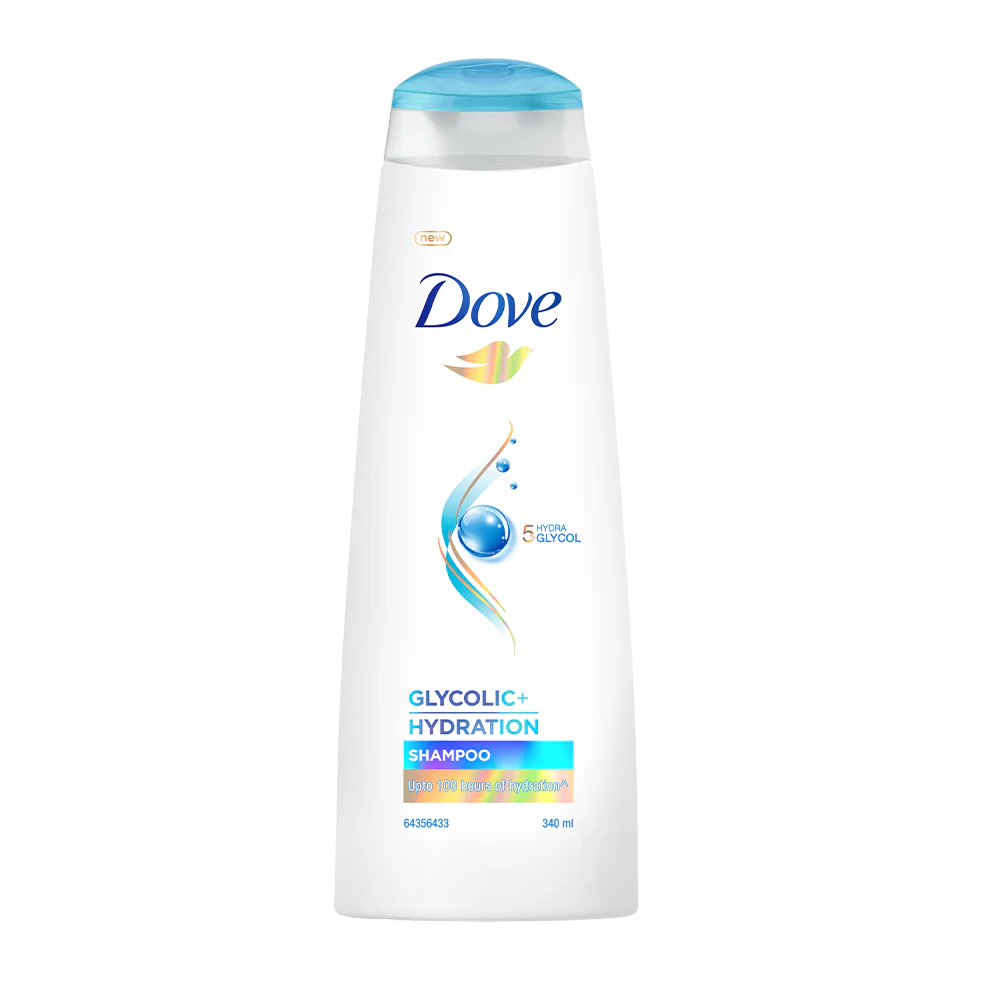 new
Dove
5 HYDRA
GLYCOL
GLYCOLIC+
HYDRATION
SHAMPOO
Upto 100 hours of hydration^
64356433 340 ml